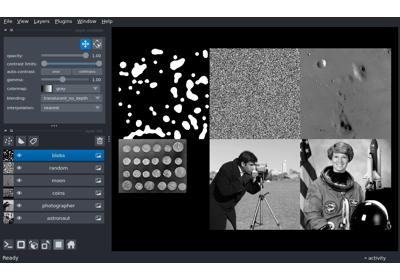 File View Layers Plugins Window Help
opacity: 1.00
contrast limits:
auto-contrast: once continuous
gamma: 1.00
colormap: gray
blending: translucent_no_depth
interpolation: nearest
blobs
random
moon
coins
photographer
astronaut
Ready activity